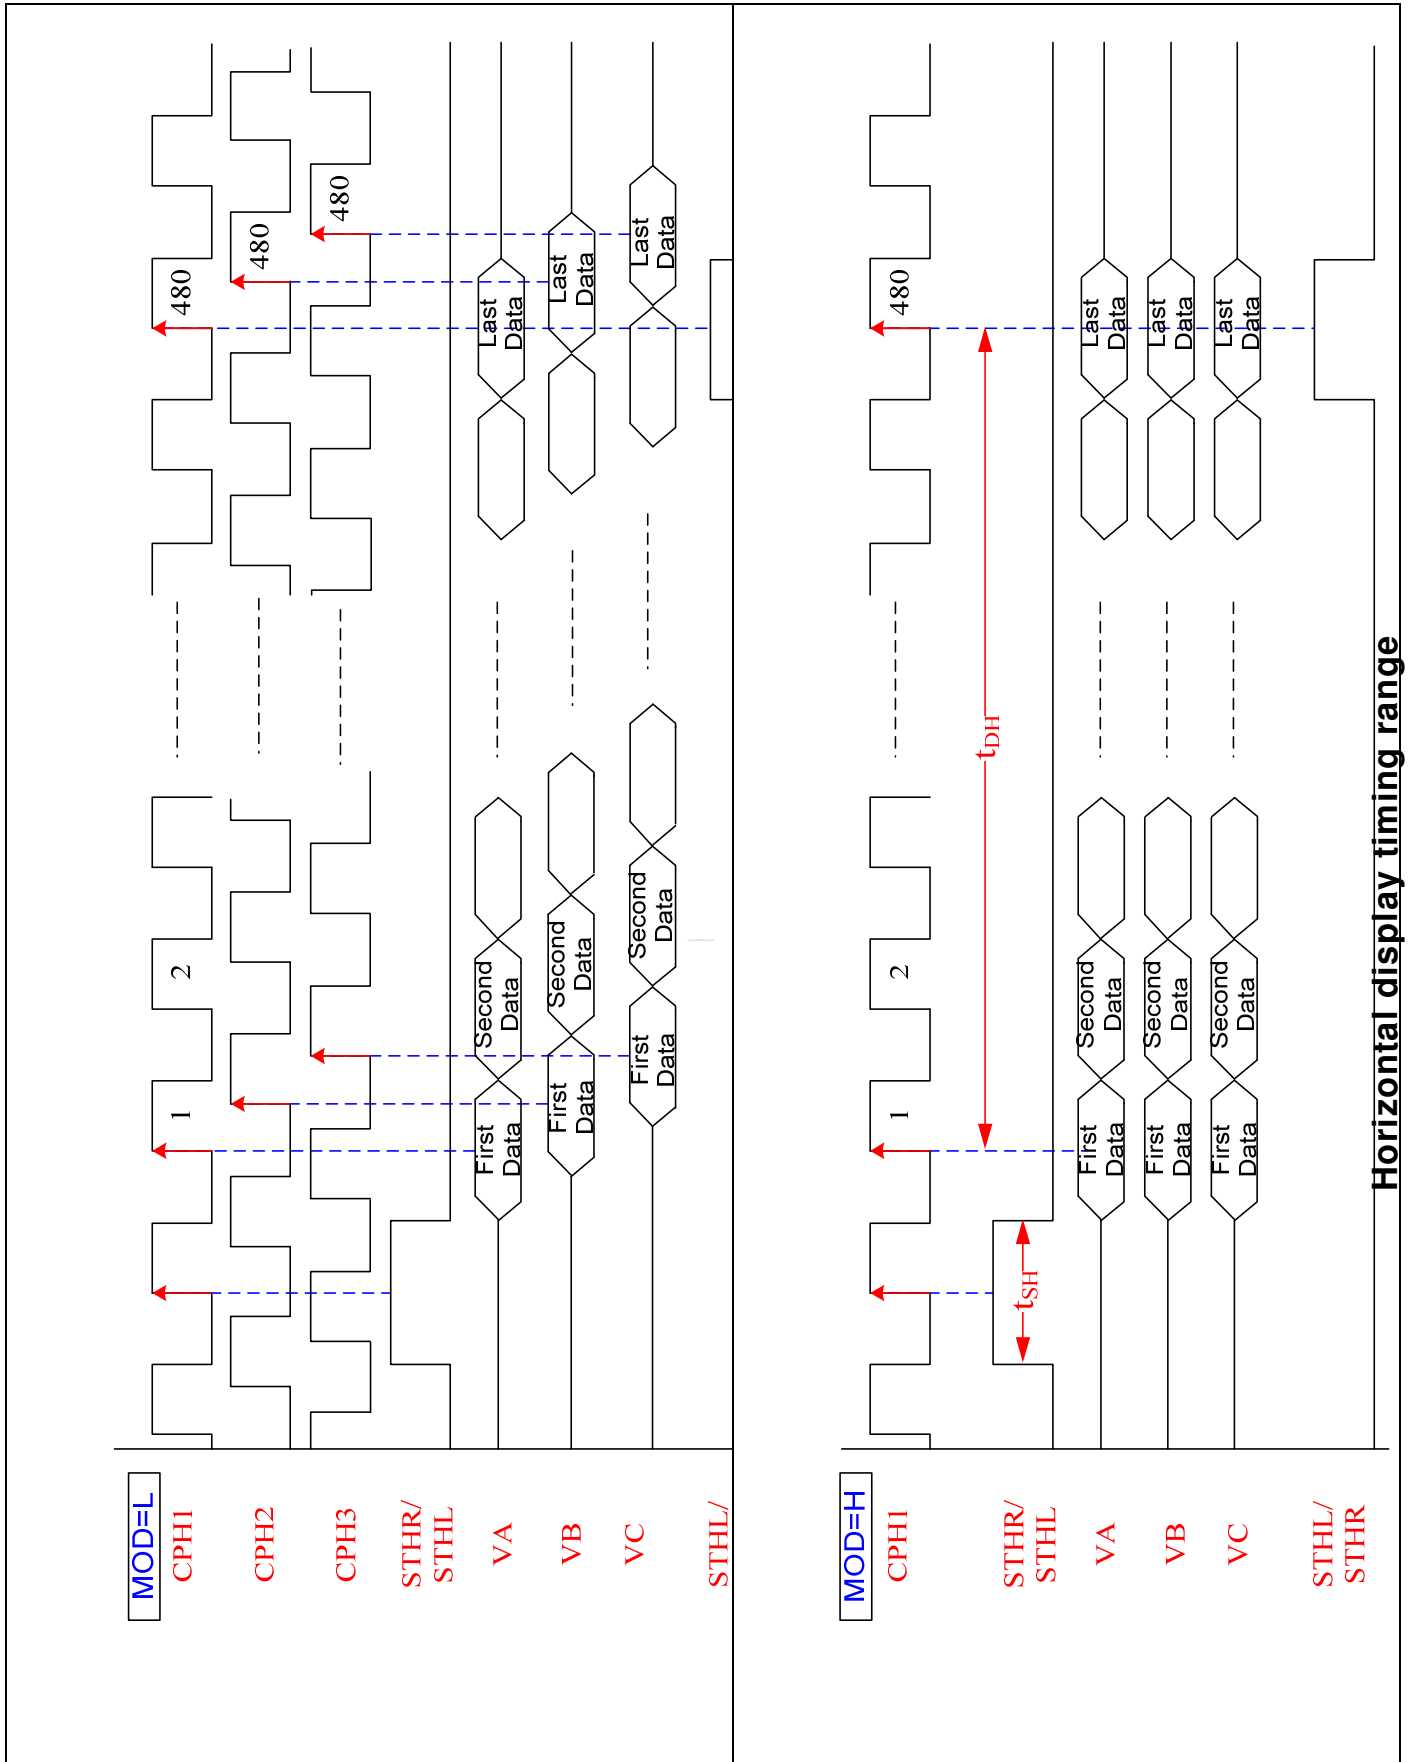 MOD=L
CPH1
1
2
480
CPH2
480
CPH3
480
STHR/
STHL
VA
First
Data
Second
Data
Last
Data
VB
First
Data
Second
Data
Last
Data
VC
First
Data
Second
Data
Last
Data
STHL/
MOD=H
CPH1
1
2
480
tDH
STHR/
STHL
tSH
VA
First
Data
Second
Data
Last
Data
VB
First
Data
Second
Data
Last
Data
VC
First
Data
Second
Data
Last
Data
STHL/
STHR
Horizontal display timing range